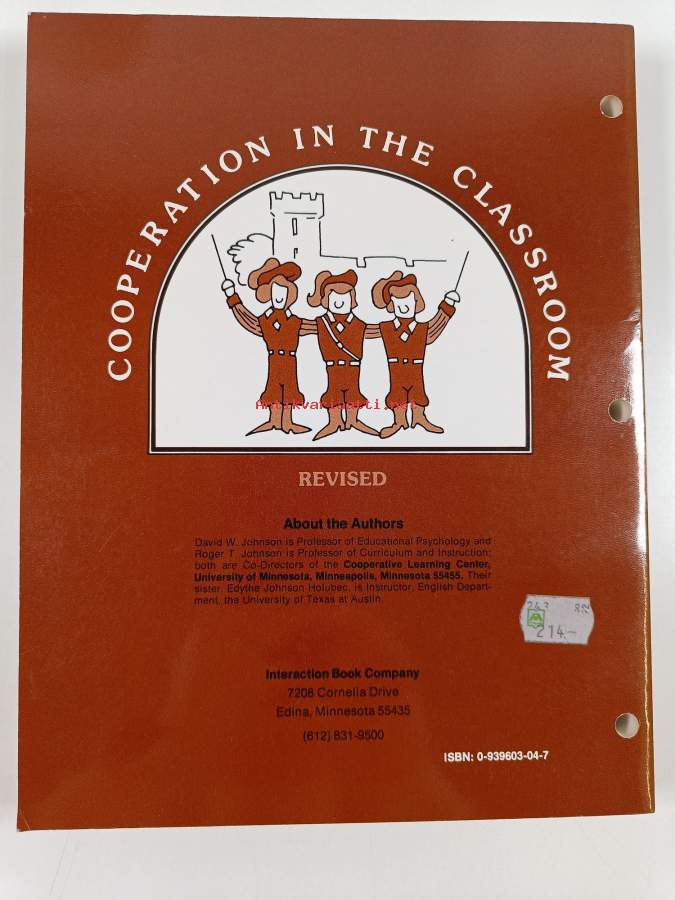 COOPERATION IN THE CLASSROOM
Antikvariaatti.net
REVISED
About the Authors
David W. Johnson is Professor of Educational Psychology and
Roger T. Johnson is Professor of Curriculum and Instruction;
both are Co-Directors of the Cooperative Learning Center,
University of Minnesota, Minneapolis, Minnesota 55455. Their
sister, Edythe Johnson Holubec, is Instructor, English Depart-
ment, the University of Texas at Austin.
243
214.-
Interaction Book Company
7208 Cornelia Drive
Edina, Minnesota 55435
(612) 831-9500
ISBN: 0-939603-04-7